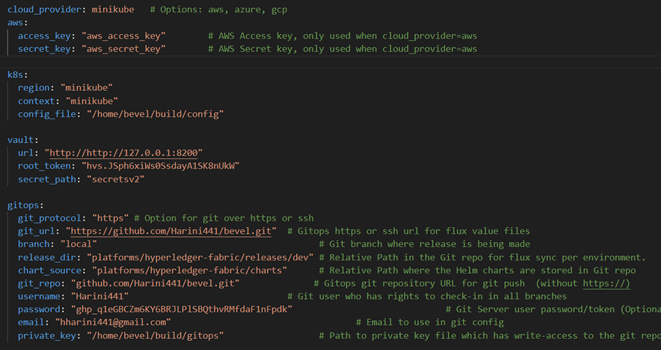 cloud_provider: minikube # Options: aws, azure, gcp
aws:
access_key: "aws_access_key" # AWS Access key, only used when cloud_provider=aws
secret_key: "aws_secret_key" # AWS Secret key, only used when cloud_provider=aws
k8s:
region: "minikube"
context: "minikube"
config_file: "/home/bevel/build/config"
vault:
url: "http://http://127.0.0.1:8200"
root_token: "hvs.JSph6xiWs0SsdayA1SK8nUkW"
secret_path: "secretsv2"
gitops:
git_protocol: "https" # Option for git over https or ssh
git_url: "https://github.com/Harini441/bevel.git" # Gitops https or ssh url for flux value files
branch: "local" # Git branch where release is being made
release_dir: "platforms/hyperledger-fabric/releases/dev" # Relative Path in the Git repo for flux sync per environment.
chart_source: "platforms/hyperledger-fabric/charts" # Relative Path where the Helm charts are stored in Git repo
git_repo: "github.com/Harini441/bevel.git" # Gitops git repository URL for git push (without https://)
username: "Harini441" # Git user who has rights to check-in in all branches
password: "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" # Git Server user password/token (Optiona
email: "hharini441@gmail.com" # Email to use in git config
private_key: "/home/bevel/build/gitops" # Path to private key file which has write-access to the git repo